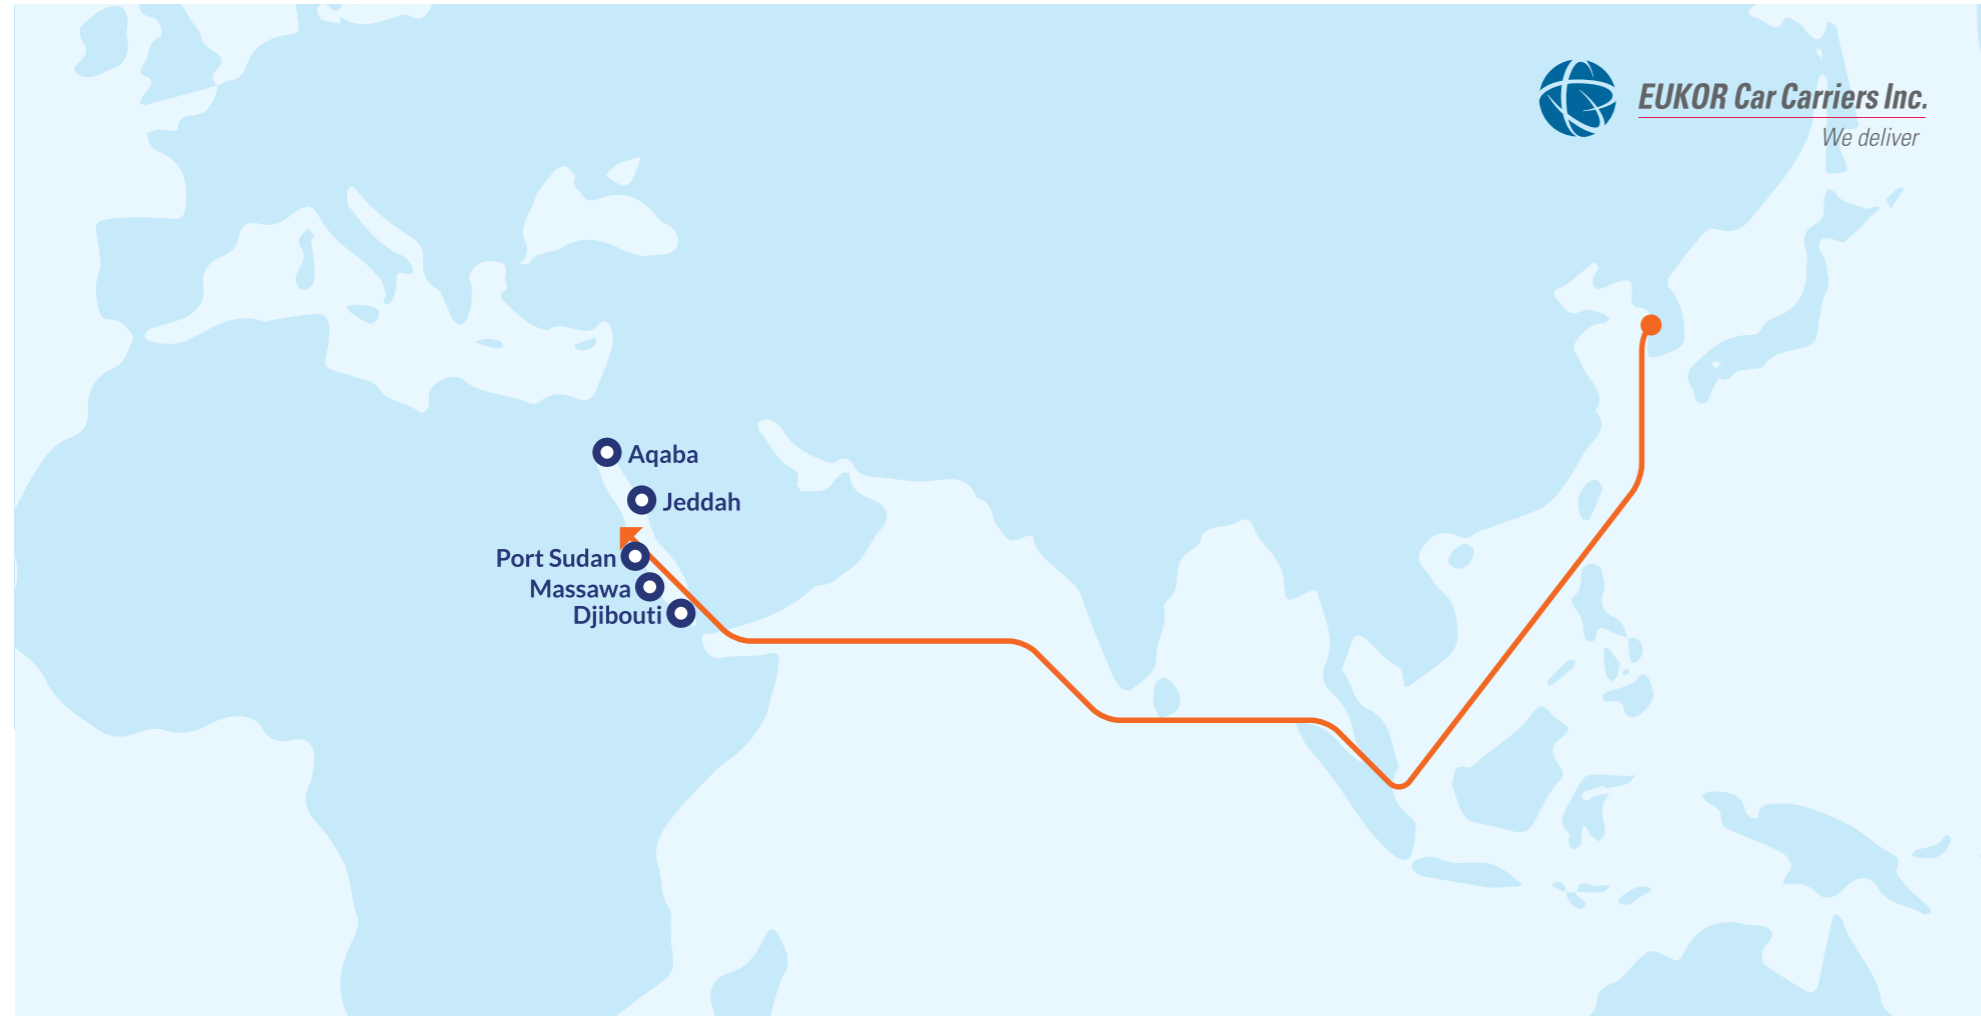 EUKOR Car Carriers Inc.
We deliver
Aqaba
Jeddah
Port Sudan
Massawa
Djibouti